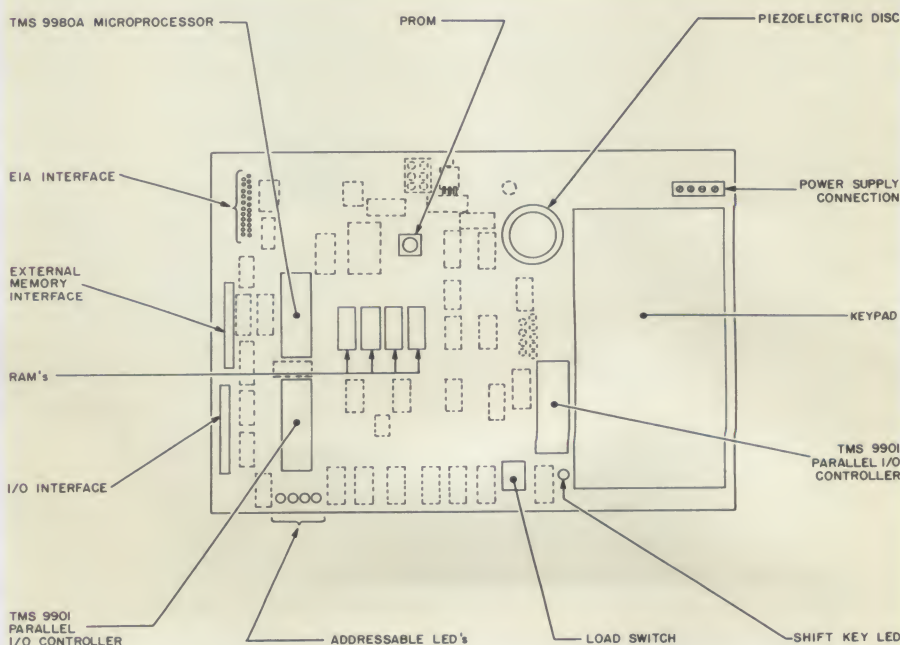 TMS 9980A MICROPROCESSOR
PROM
PIEZOELECTRIC DISC
EIA INTERFACE
POWER SUPPLY
CONNECTION
EXTERNAL
MEMORY
INTERFACE
KEYPAD
RAM's
TMS 9901
PARALLEL I/O
CONTROLLER
I/O INTERFACE
TMS 9901
PARALLEL
I/O CONTROLLER
ADDRESSABLE LED's
LOAD SWITCH
SHIFT KEY LED